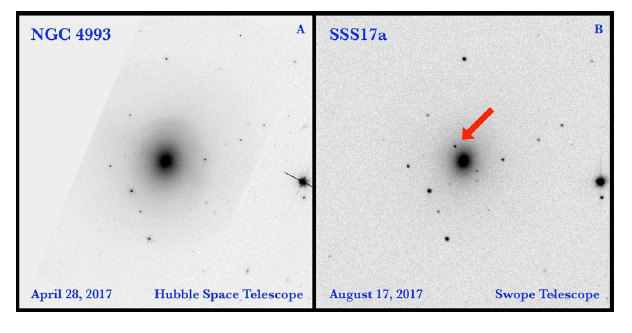 NGC 4993
A
April 28, 2017
Hubble Space Telescope
SSS17a
B
August 17, 2017
Swope Telescope